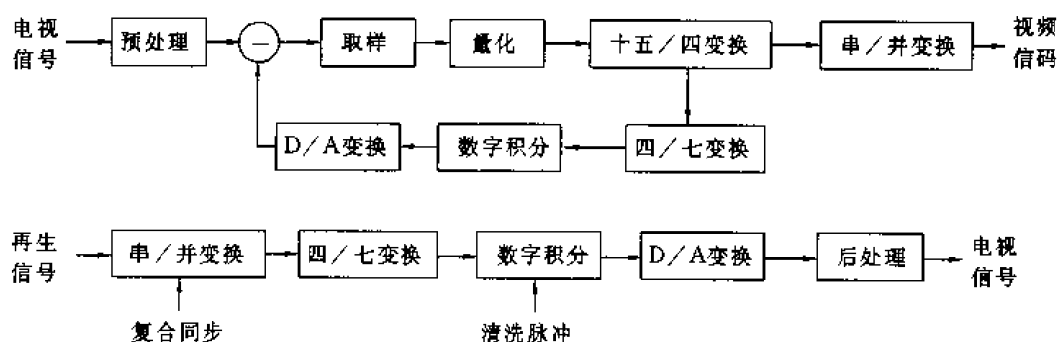 电视
信号
预处理
−
取样
量化
十五／四变换
串／并变换
视频
信码
D／A变换
数字积分
四／七变换
再生
信号
串／并变换
四／七变换
数字积分
D／A变换
后处理
电视
信号
复合同步
清洗脉冲